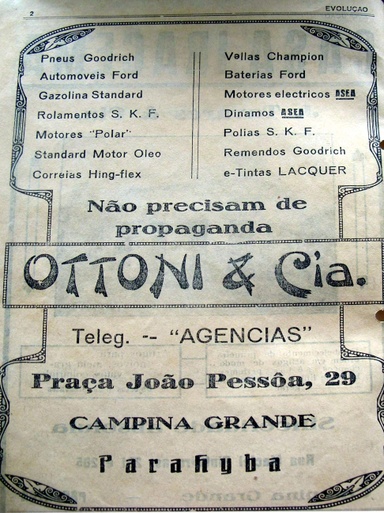 2 EVOLUÇÃO
Pneus Goodrich
Automoveis Ford
Gazolina Standard
Rolamentos S. K. F.
Motores "Polar"
Standard Motor Oleo
Correias Hing-flex
Vellas Champion
Baterias Ford
Motores electricos ASEA
Dinamos ASEA
Polias S. K. F.
Remendos Goodrich
e-Tintas LACQUER
Não precisam de
propaganda
OTTONI & Cia.
Teleg. -- "AGENCIAS"
Praça João Pessôa, 29
CAMPINA GRANDE
Parahyba